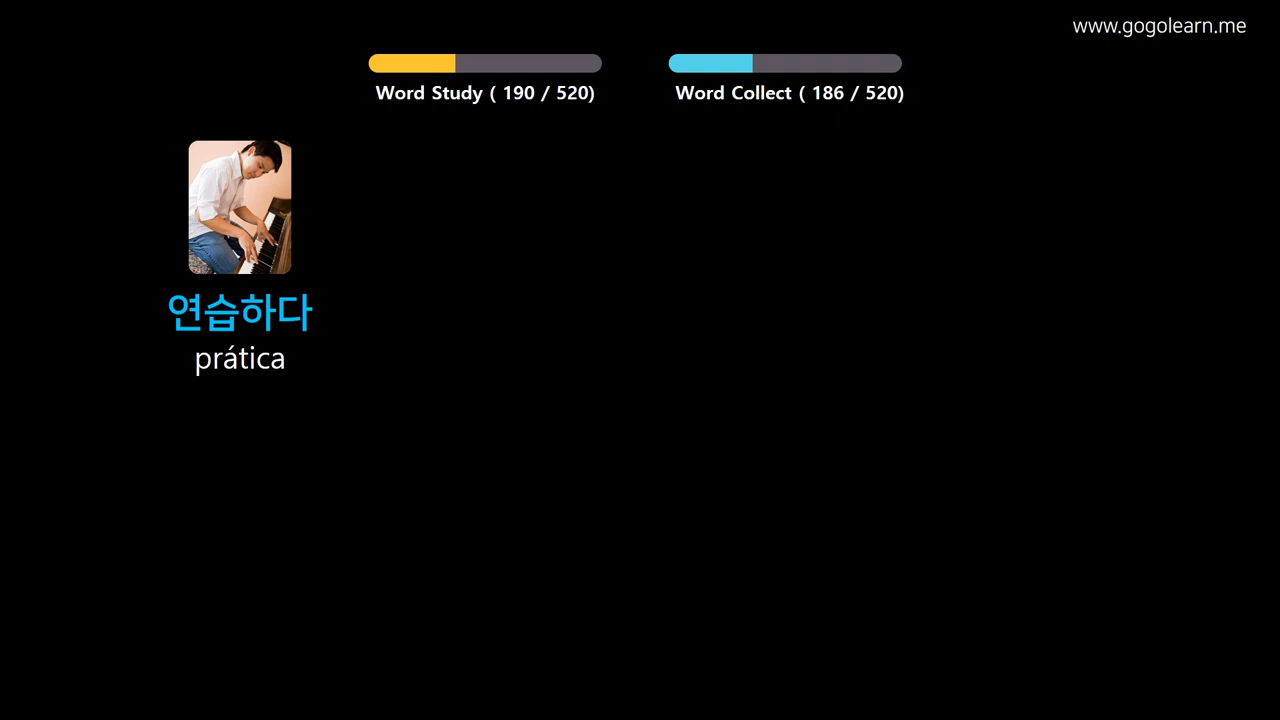 www.gogolearn.me
Word Study ( 190 / 520)
Word Collect ( 186 / 520)
연습하다
prática